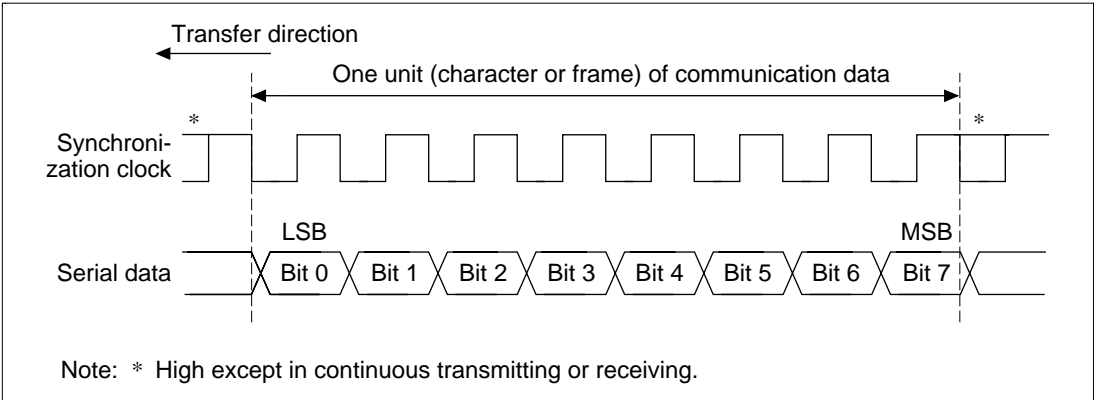 Transfer direction
One unit (character or frame) of communication data
* *
Synchroni-
zation clock
LSB MSB
Serial data Bit 0 Bit 1 Bit 2 Bit 3 Bit 4 Bit 5 Bit 6 Bit 7
Note: * High except in continuous transmitting or receiving.